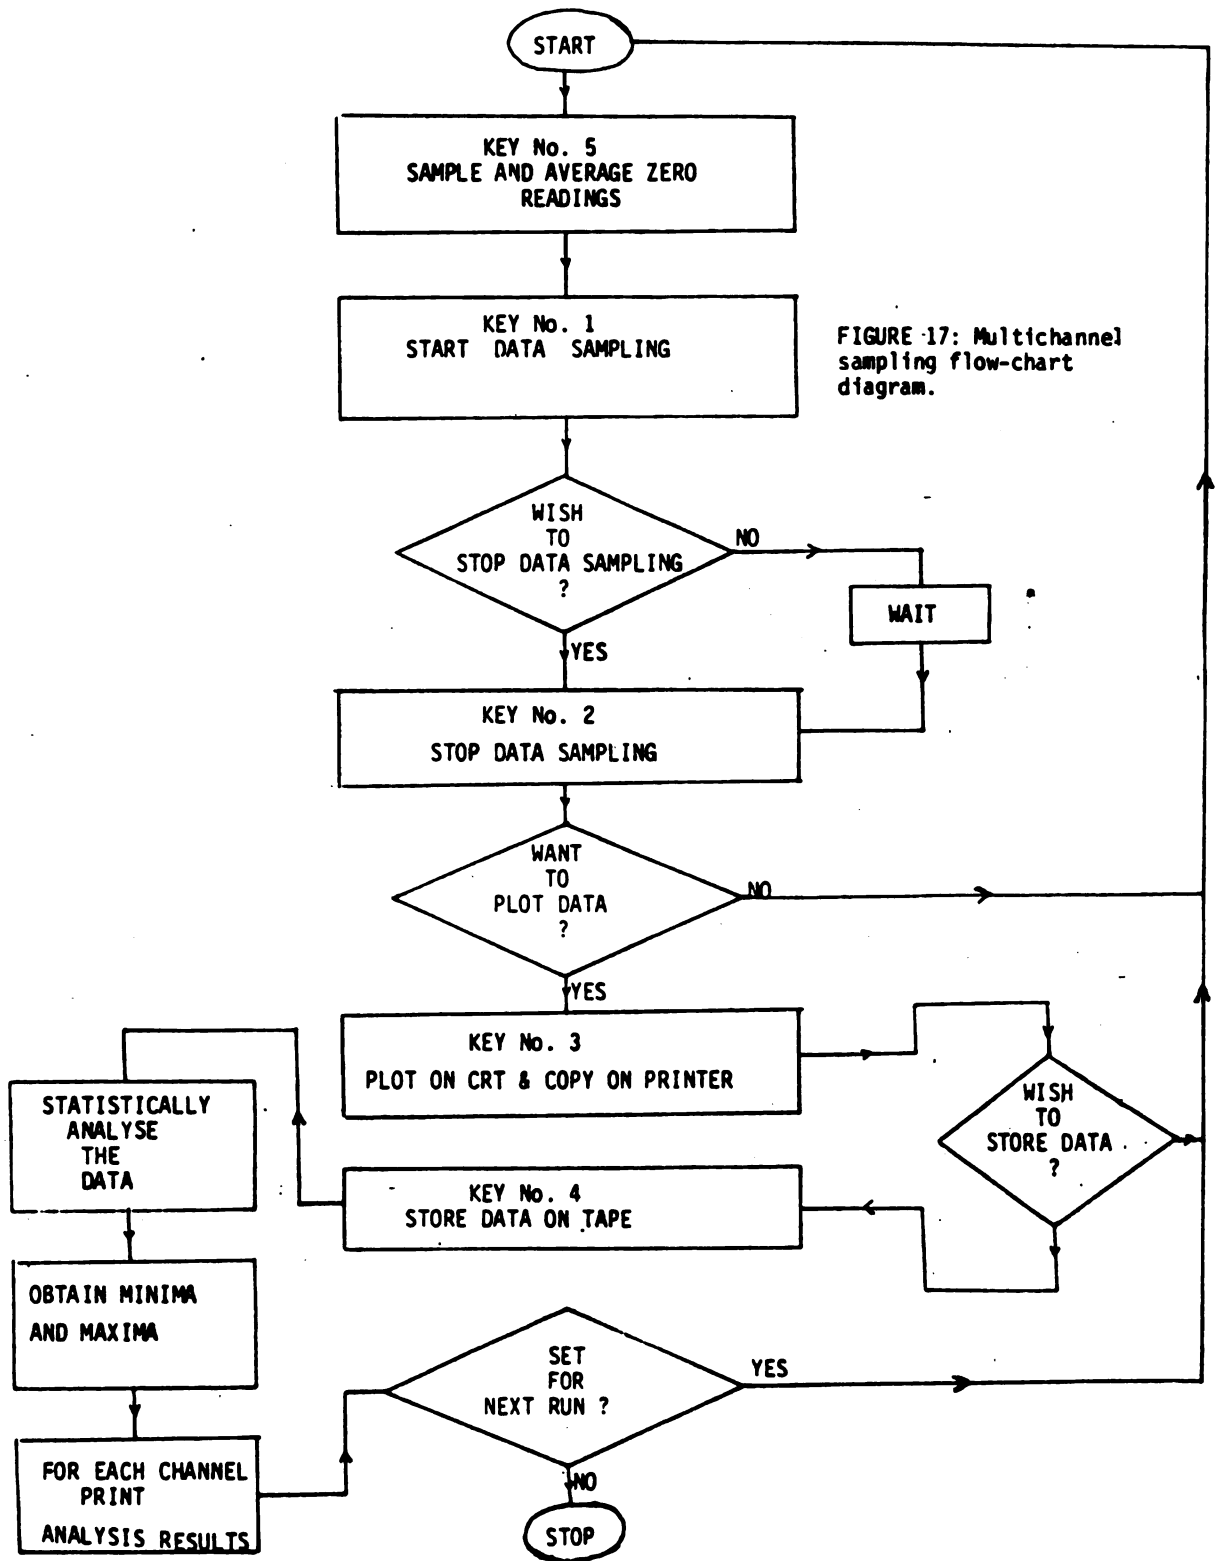 START
KEY No. 5
SAMPLE AND AVERAGE ZERO
READINGS
KEY No. 1
START DATA SAMPLING
FIGURE 17: Multichannel
sampling flow-chart
diagram.
WISH
TO
STOP DATA SAMPLING
?
NO
WAIT
YES
KEY No. 2
STOP DATA SAMPLING
WANT
TO
PLOT DATA
?
NO
YES
KEY No. 3
PLOT ON CRT & COPY ON PRINTER
WISH
TO
STORE DATA
?
KEY No. 4
STORE DATA ON TAPE
STATISTICALLY
ANALYSE
THE
DATA
OBTAIN MINIMA
AND MAXIMA
FOR EACH CHANNEL
PRINT
ANALYSIS RESULTS
SET
FOR
NEXT RUN ?
YES
NO
STOP